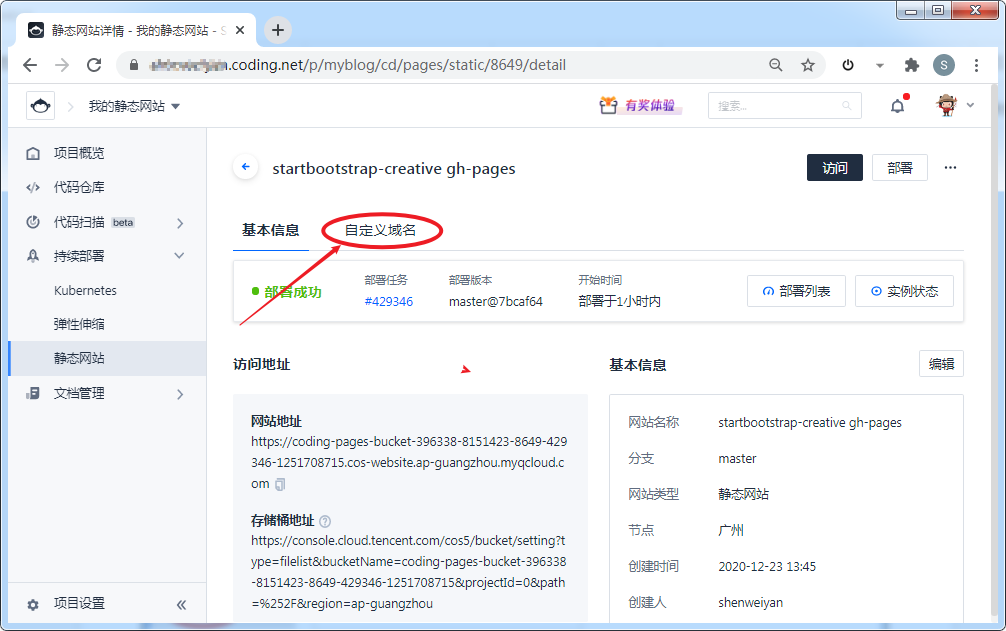 静态网站详情 - 我的静态网站 - S
.coding.net/p/myblog/cd/pages/static/8649/detail
S
我的静态网站
有奖体验
搜索...
项目概览
代码仓库
代码扫描 beta
持续部署
Kubernetes
弹性伸缩
静态网站
文档管理
项目设置
startbootstrap-creative gh-pages
访问
部署
基本信息
自定义域名
部署成功
部署任务
#429346
部署版本
master@7bcaf64
开始时间
部署于1小时内
部署列表
实例状态
访问地址
网站地址
https://coding-pages-bucket-396338-8151423-8649-429
346-1251708715.cos-website.ap-guangzhou.myqcloud.c
om
存储桶地址
https://console.cloud.tencent.com/cos5/bucket/setting?t
ype=filelist&bucketName=coding-pages-bucket-396338
-8151423-8649-429346-1251708715&projectId=0&path
=%252F&region=ap-guangzhou
基本信息
编辑
网站名称 startbootstrap-creative gh-pages
分支 master
网站类型 静态网站
节点 广州
创建时间 2020-12-23 13:45
创建人 shenweiyan